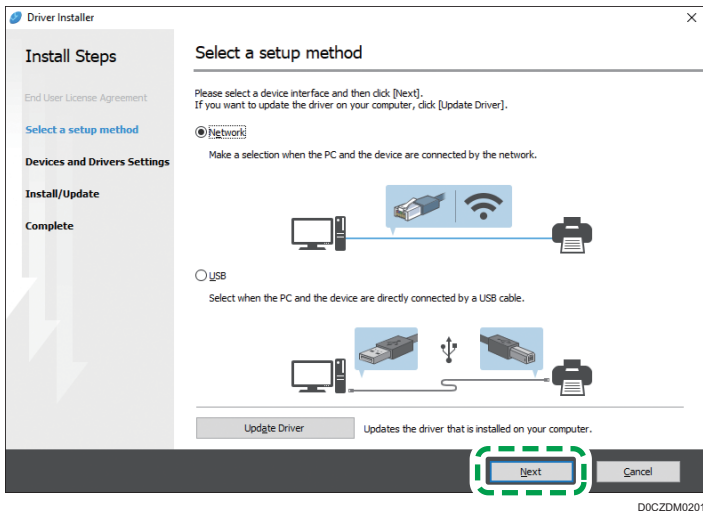 Driver Installer
Install Steps
End User License Agreement
Select a setup method
Devices and Drivers Settings
Install/Update
Complete
Select a setup method
Please select a device interface and then click [Next].
If you want to update the driver on your computer, click [Update Driver].
Network
Make a selection when the PC and the device are connected by the network.
USB
Select when the PC and the device are directly connected by a USB cable.
Update Driver
Updates the driver that is installed on your computer.
Next
Cancel
D0CZDM0201